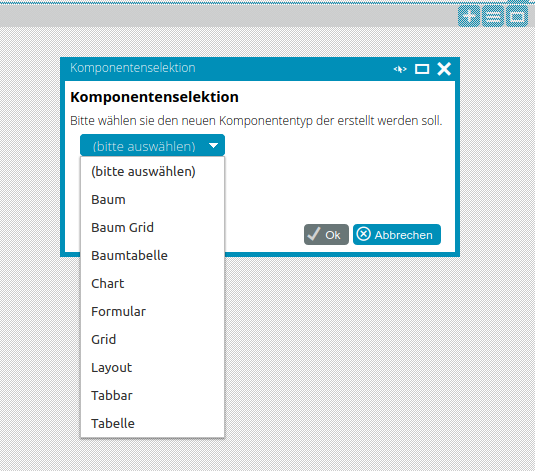 Komponentenselektion
Komponentenselektion
Bitte wählen sie den neuen Komponententyp der erstellt werden soll.
(bitte auswählen)
(bitte auswählen)
Baum
Baum Grid
Baumtabelle
Chart
Formular
Grid
Layout
Tabbar
Tabelle
Ok Abbrechen